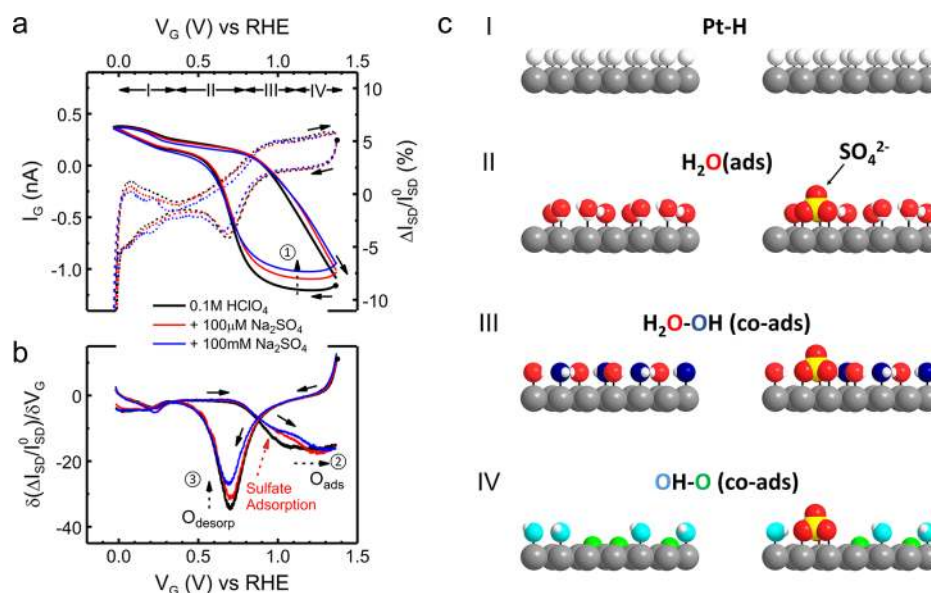 a
V_G (V) vs RHE
0.0 0.5 1.0 1.5
I II III IV
0.5
0.0
-0.5
-1.0
I_G (nA)
10
5
0
-5
-10
ΔI_SD/I⁰_SD (%)
①
0.1M HClO₄
+ 100μM Na₂SO₄
+ 100mM Na₂SO₄
b
0
-20
-40
δ(ΔI_SD/I⁰_SD)/δV_G
③
O_desorp
Sulfate
Adsorption
②
O_ads
0.0 0.5 1.0 1.5
V_G (V) vs RHE
c
I
Pt-H
II
H₂O(ads)
SO₄²⁻
III
H₂O-OH (co-ads)
IV
OH-O (co-ads)